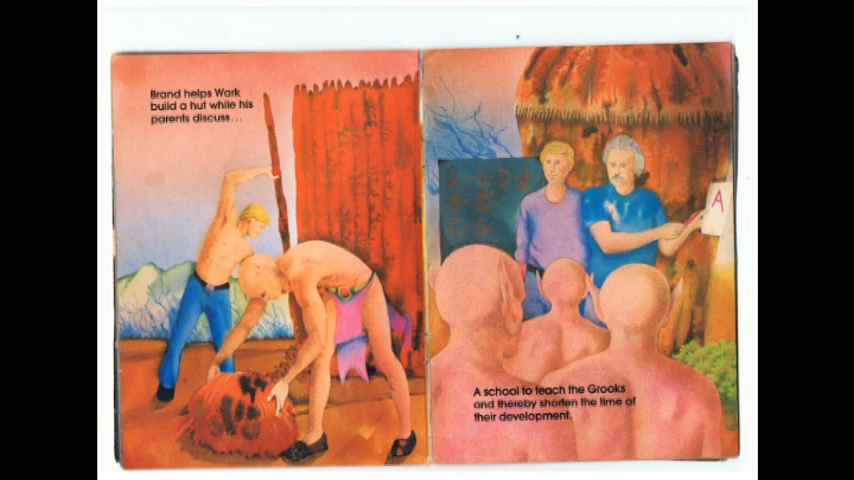 Brand helps Wark
build a hut while his
parents discuss...
A
A school to teach the Grooks
and thereby shorten the time of
their development.